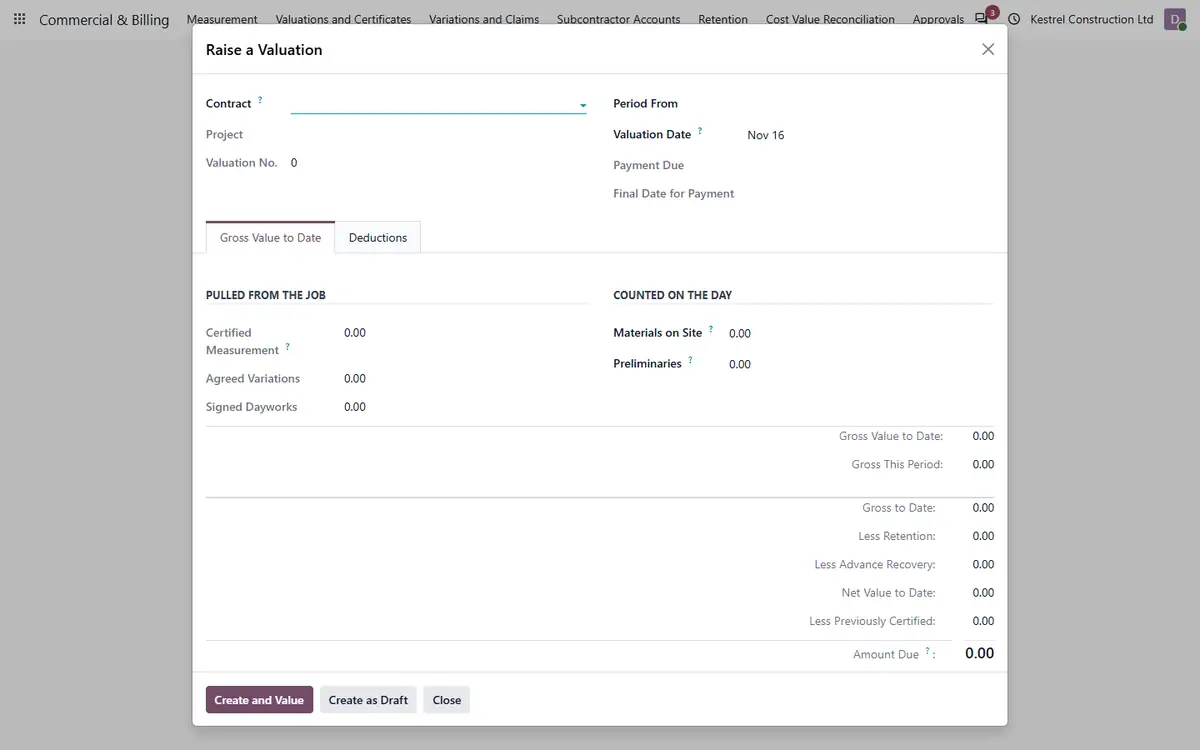 Commercial & Billing Measurement Valuations and Certificates Variations and Claims Subcontractor Accounts Retention Cost Value Reconciliation Approvals 3 Kestrel Construction Ltd D
Raise a Valuation
Contract ?
Project
Valuation No. 0
Period From
Valuation Date ? Nov 16
Payment Due
Final Date for Payment
Gross Value to Date Deductions
PULLED FROM THE JOB
Certified
Measurement ? 0.00
Agreed Variations 0.00
Signed Dayworks 0.00
COUNTED ON THE DAY
Materials on Site ? 0.00
Preliminaries ? 0.00
Gross Value to Date: 0.00
Gross This Period: 0.00
Gross to Date: 0.00
Less Retention: 0.00
Less Advance Recovery: 0.00
Net Value to Date: 0.00
Less Previously Certified: 0.00
Amount Due ? : 0.00
Create and Value Create as Draft Close